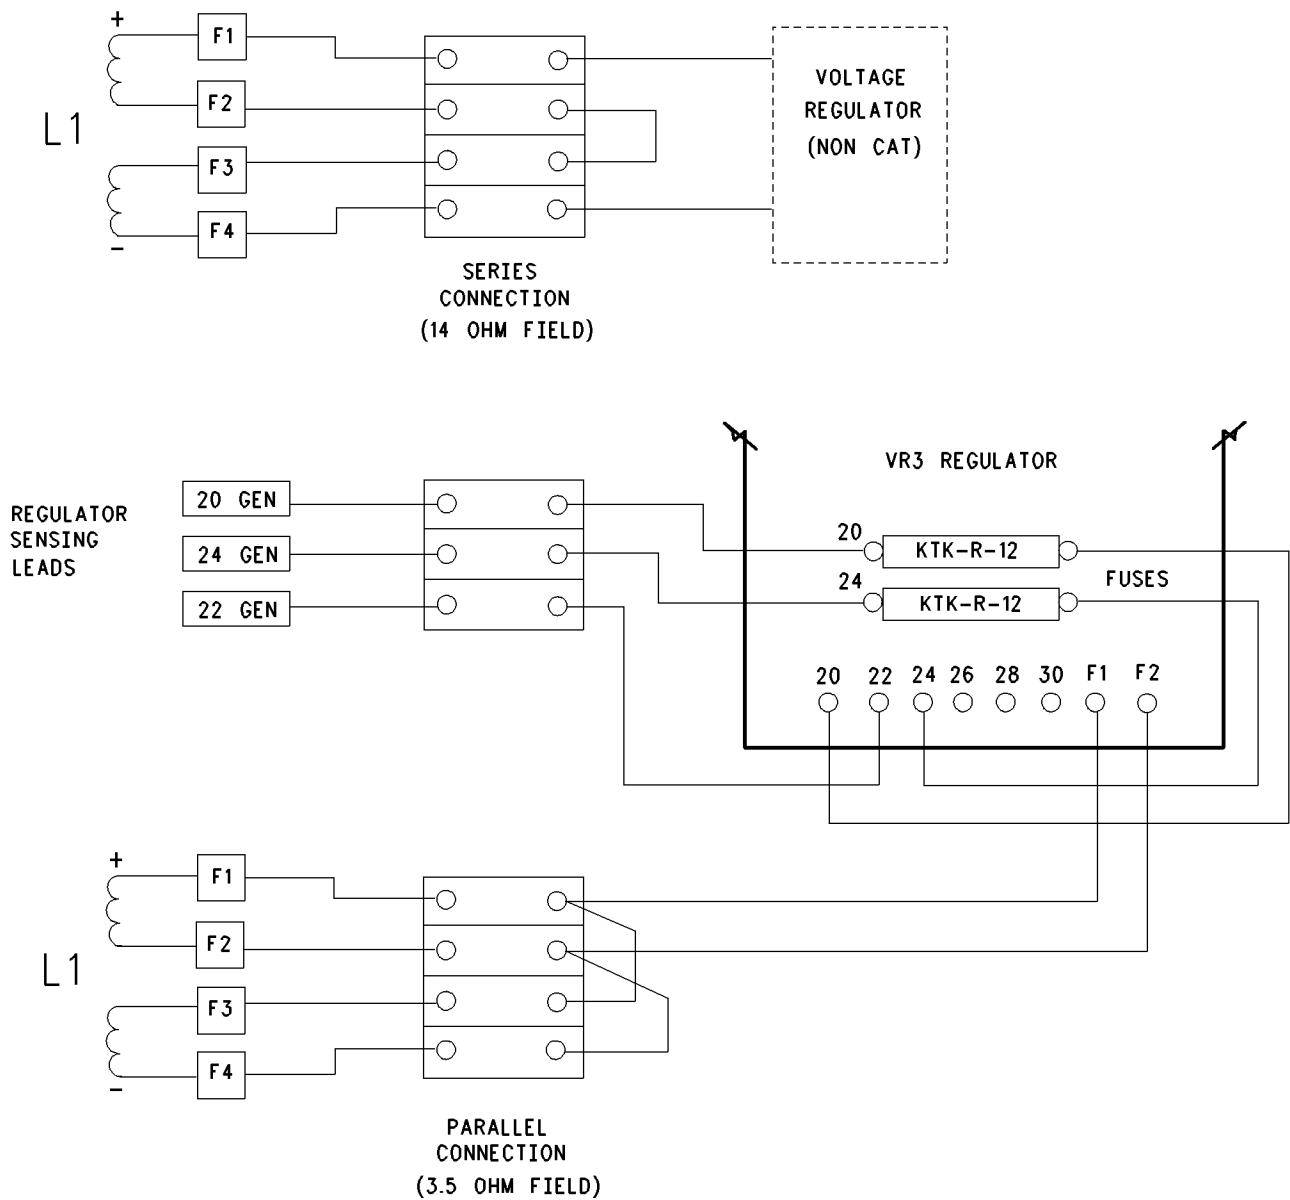 +
F1
F2
L1
F3
F4
-
VOLTAGE
REGULATOR
(NON CAT)
SERIES
CONNECTION
(14 OHM FIELD)
VR3 REGULATOR
REGULATOR
SENSING
LEADS
20 GEN
24 GEN
22 GEN
20
KTK-R-12
24
KTK-R-12
FUSES
20 22 24 26 28 30 F1 F2
+
F1
F2
L1
F3
F4
-
PARALLEL
CONNECTION
(3.5 OHM FIELD)